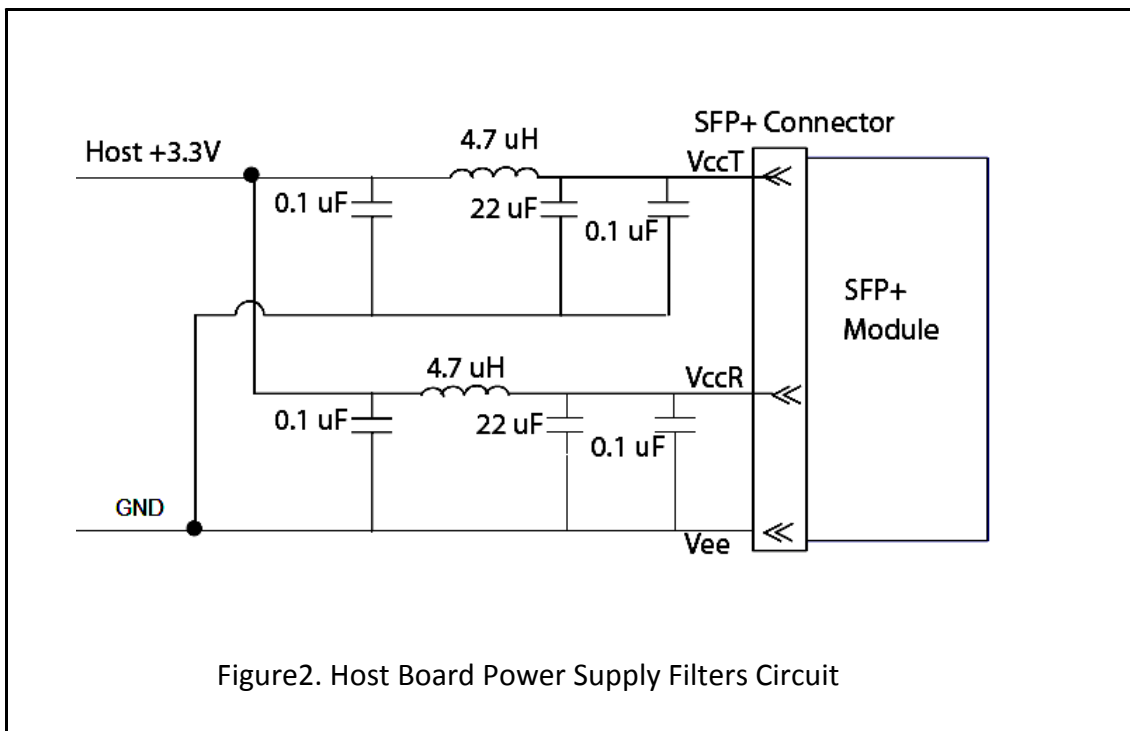 SFP+ Connector
Host +3.3V
4.7 uH
VccT
0.1 uF
22 uF
0.1 uF
SFP+
Module
4.7 uH
VccR
0.1 uF
22 uF
0.1 uF
GND
Vee
Figure2. Host Board Power Supply Filters Circuit